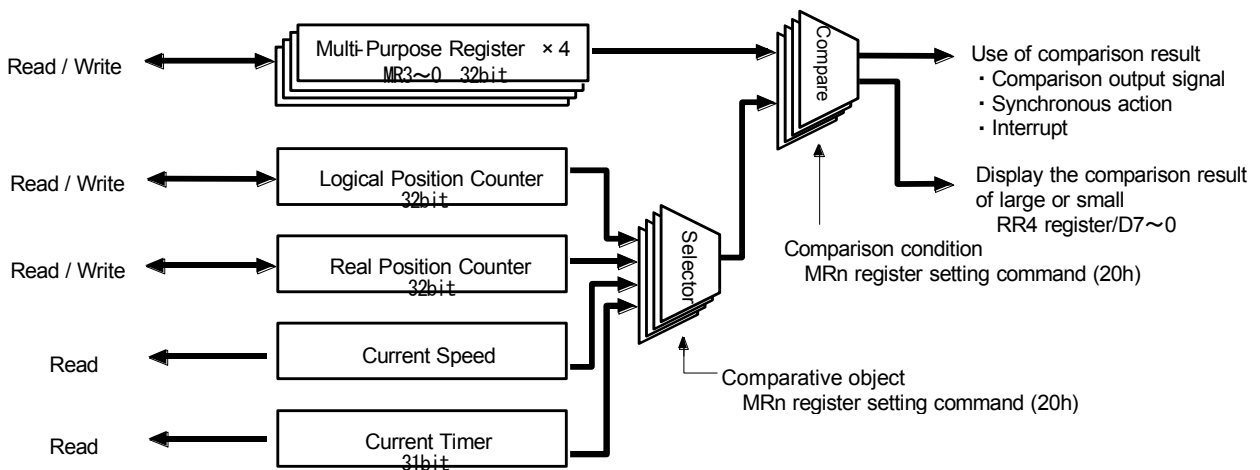 Read / Write
Multi-Purpose Register ×4
MR3～0 32bit
Compare
Use of comparison result
・Comparison output signal
・Synchronous action
・Interrupt
Read / Write
Logical Position Counter
32bit
Display the comparison result
of large or small
RR4 register/D7～0
Selector
Read / Write
Real Position Counter
32bit
Comparison condition
MRn register setting command (20h)
Read
Current Speed
Comparative object
MRn register setting command (20h)
Read
Current Timer
31bit